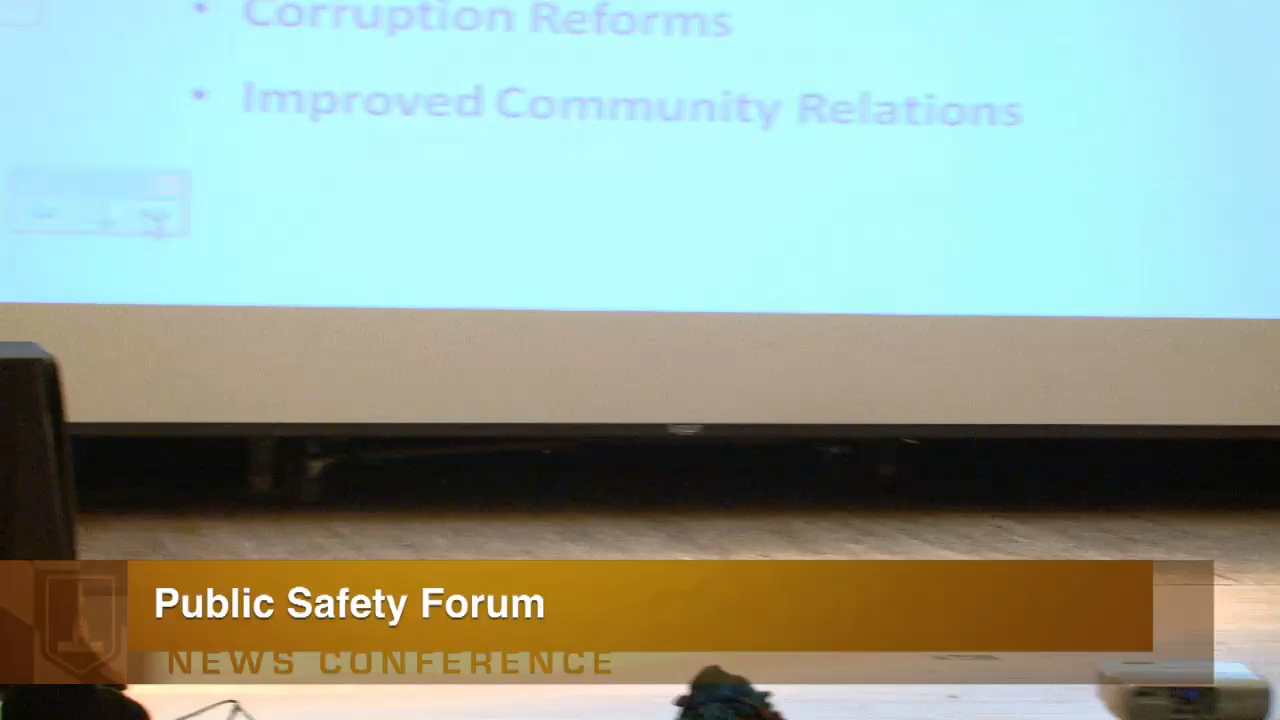 • Corruption Reforms
• Improved Community Relations
Public Safety Forum
NEWS CONFERENCE